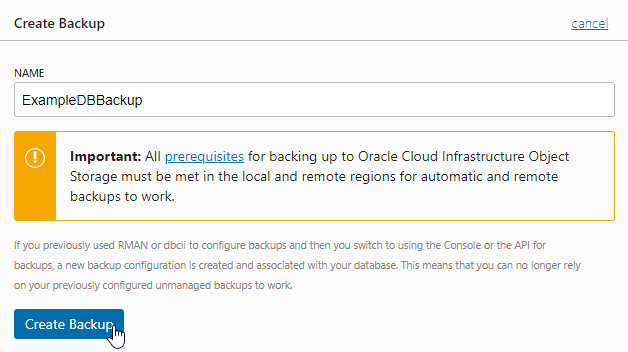 Create Backup
cancel
NAME
ExampleDBBackup
Important: All prerequisites for backing up to Oracle Cloud Infrastructure Object
Storage must be met in the local and remote regions for automatic and remote
backups to work.
If you previously used RMAN or dbcli to configure backups and then you switch to using the Console or the API for
backups, a new backup configuration is created and associated with your database. This means that you can no longer rely
on your previously configured unmanaged backups to work.
Create Backup